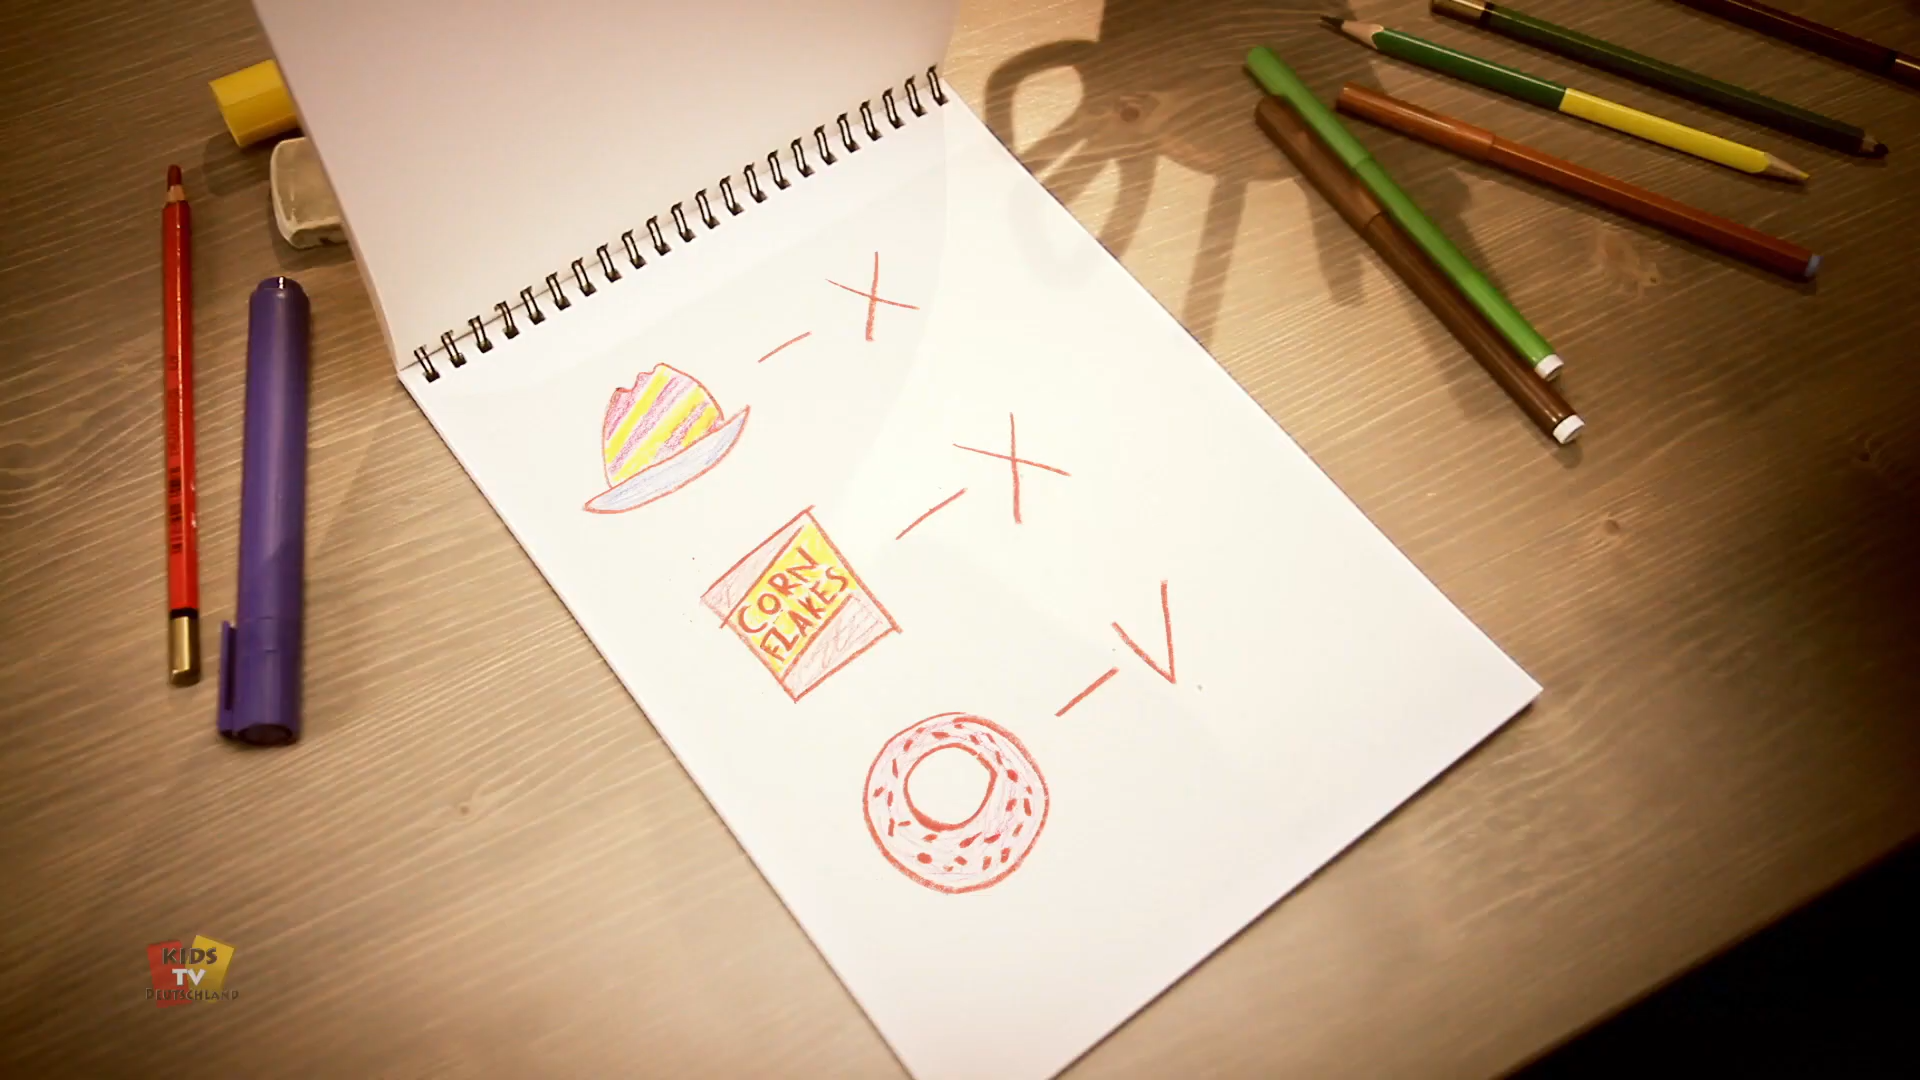 - X
CORN
FLAKES
- X
- V
KIDS
TV
DEUTSCHLAND